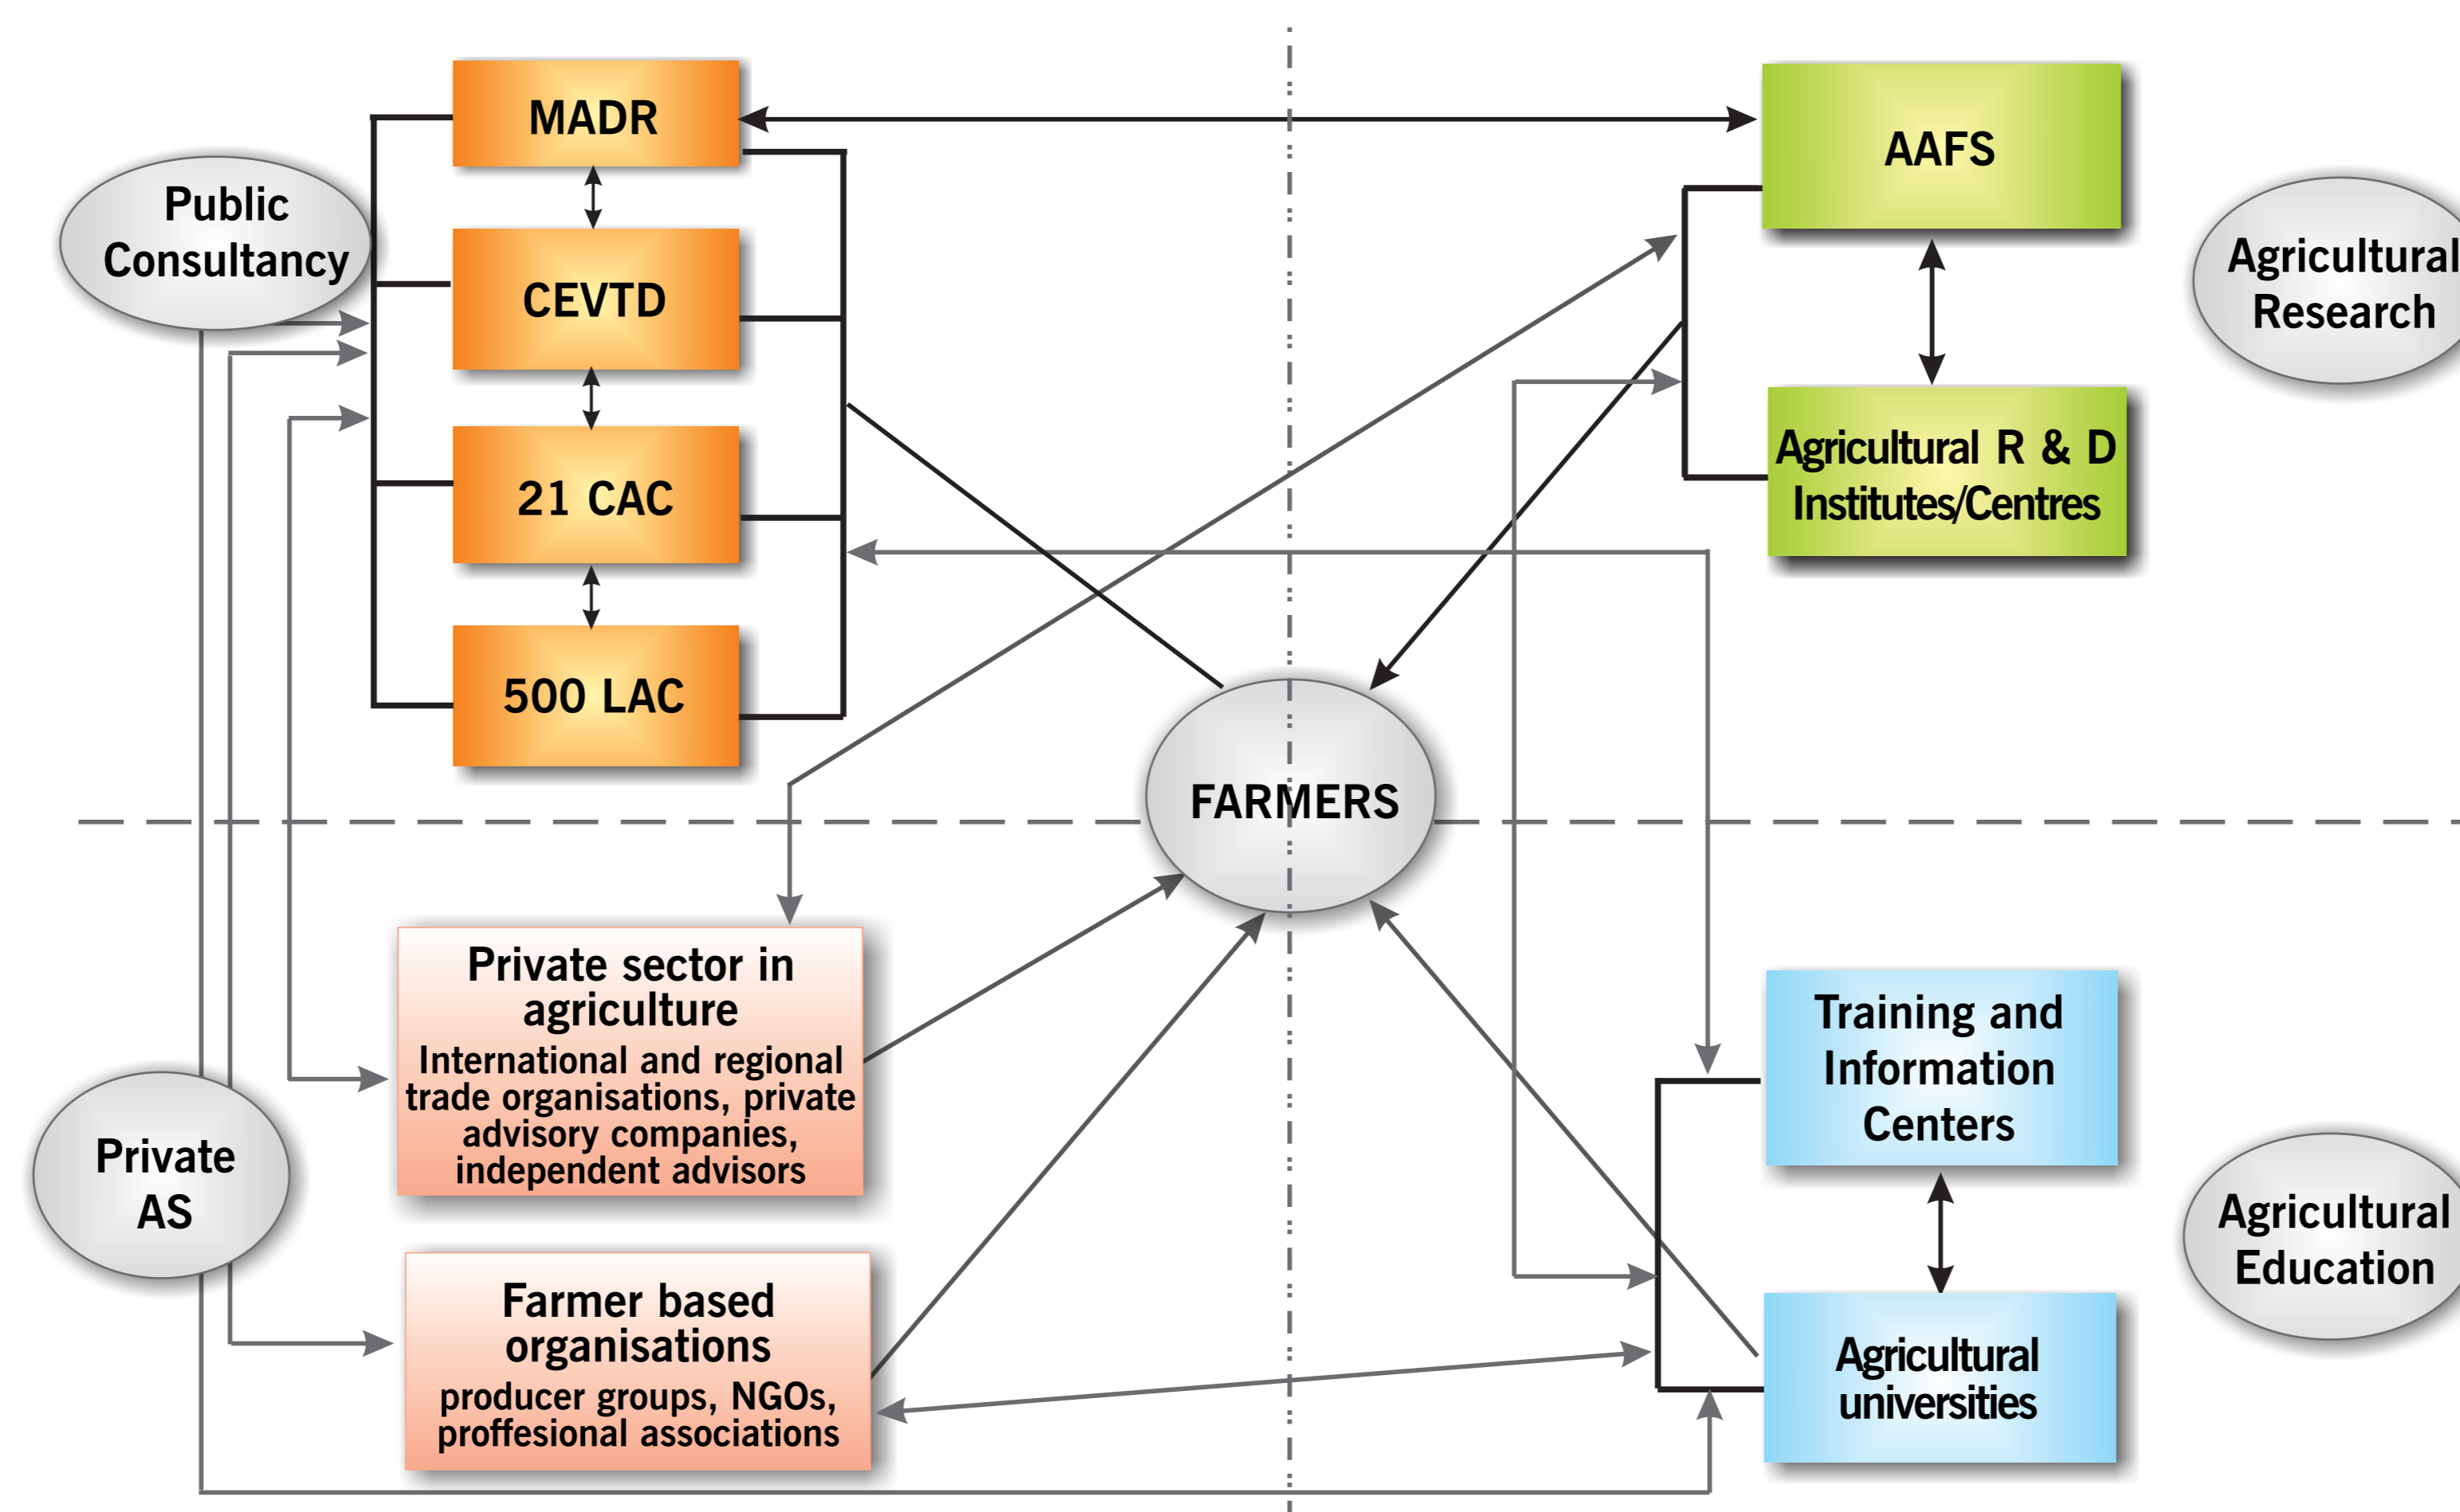 MADR
AAFS
Public
Consultancy
CEVTD
Agricultural
Research
21 CAC
Agricultural R & D
Institutes/Centres
500 LAC
FARMERS
Private sector in
agriculture
International and regional
trade organisations, private
advisory companies,
independent advisors
Training and
Information
Centers
Private
AS
Agricultural
Education
Farmer based
organisations
producer groups, NGOs,
proffesional associations
Agricultural
universities